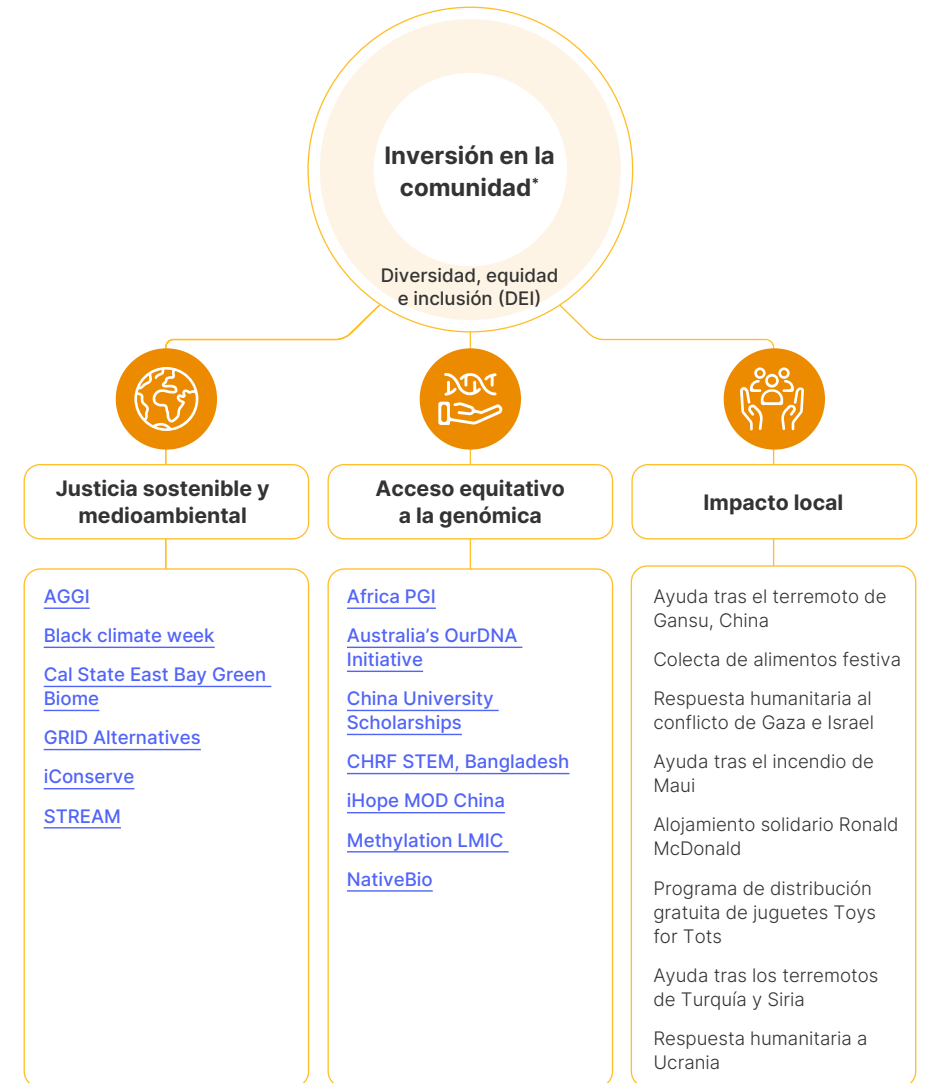 Inversión en la
comunidad*
Diversidad, equidad
e inclusión (DEI)
Justicia sostenible y
medioambiental
AGGI
Black climate week
Cal State East Bay Green
Biome
GRID Alternatives
iConserve
STREAM
Acceso equitativo
a la genómica
Africa PGI
Australia’s OurDNA
Initiative
China University
Scholarships
CHRF STEM, Bangladesh
iHope MOD China
Methylation LMIC
NativeBio
Impacto local
Ayuda tras el terremoto de
Gansu, China
Colecta de alimentos festiva
Respuesta humanitaria al
conflicto de Gaza e Israel
Ayuda tras el incendio de
Maui
Alojamiento solidario Ronald
McDonald
Programa de distribución
gratuita de juguetes Toys
for Tots
Ayuda tras los terremotos
de Turquía y Siria
Respuesta humanitaria a
Ucrania